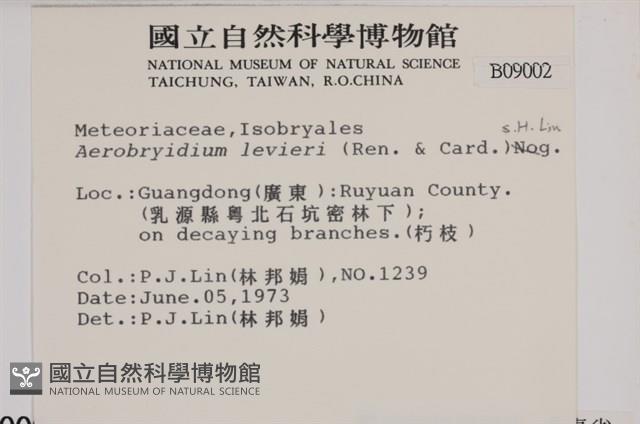 國立自然科學博物館
NATIONAL MUSEUM OF NATURAL SCIENCE
TAICHUNG, TAIWAN, R.O.CHINA
B09002
Meteoriaceae,Isobryales
S.H. Lin
Aerobryidium levieri (Ren. & Card.)Nog.
Loc.:Guangdong(廣東):Ruyuan County.
(乳源縣粵北石坑密林下);
on decaying branches.(朽枝)
Col.:P.J.Lin(林邦娟),NO.1239
Date:June.05,1973
Det.:P.J.Lin(林邦娟)
國立自然科學博物館
NATIONAL MUSEUM OF NATURAL SCIENCE